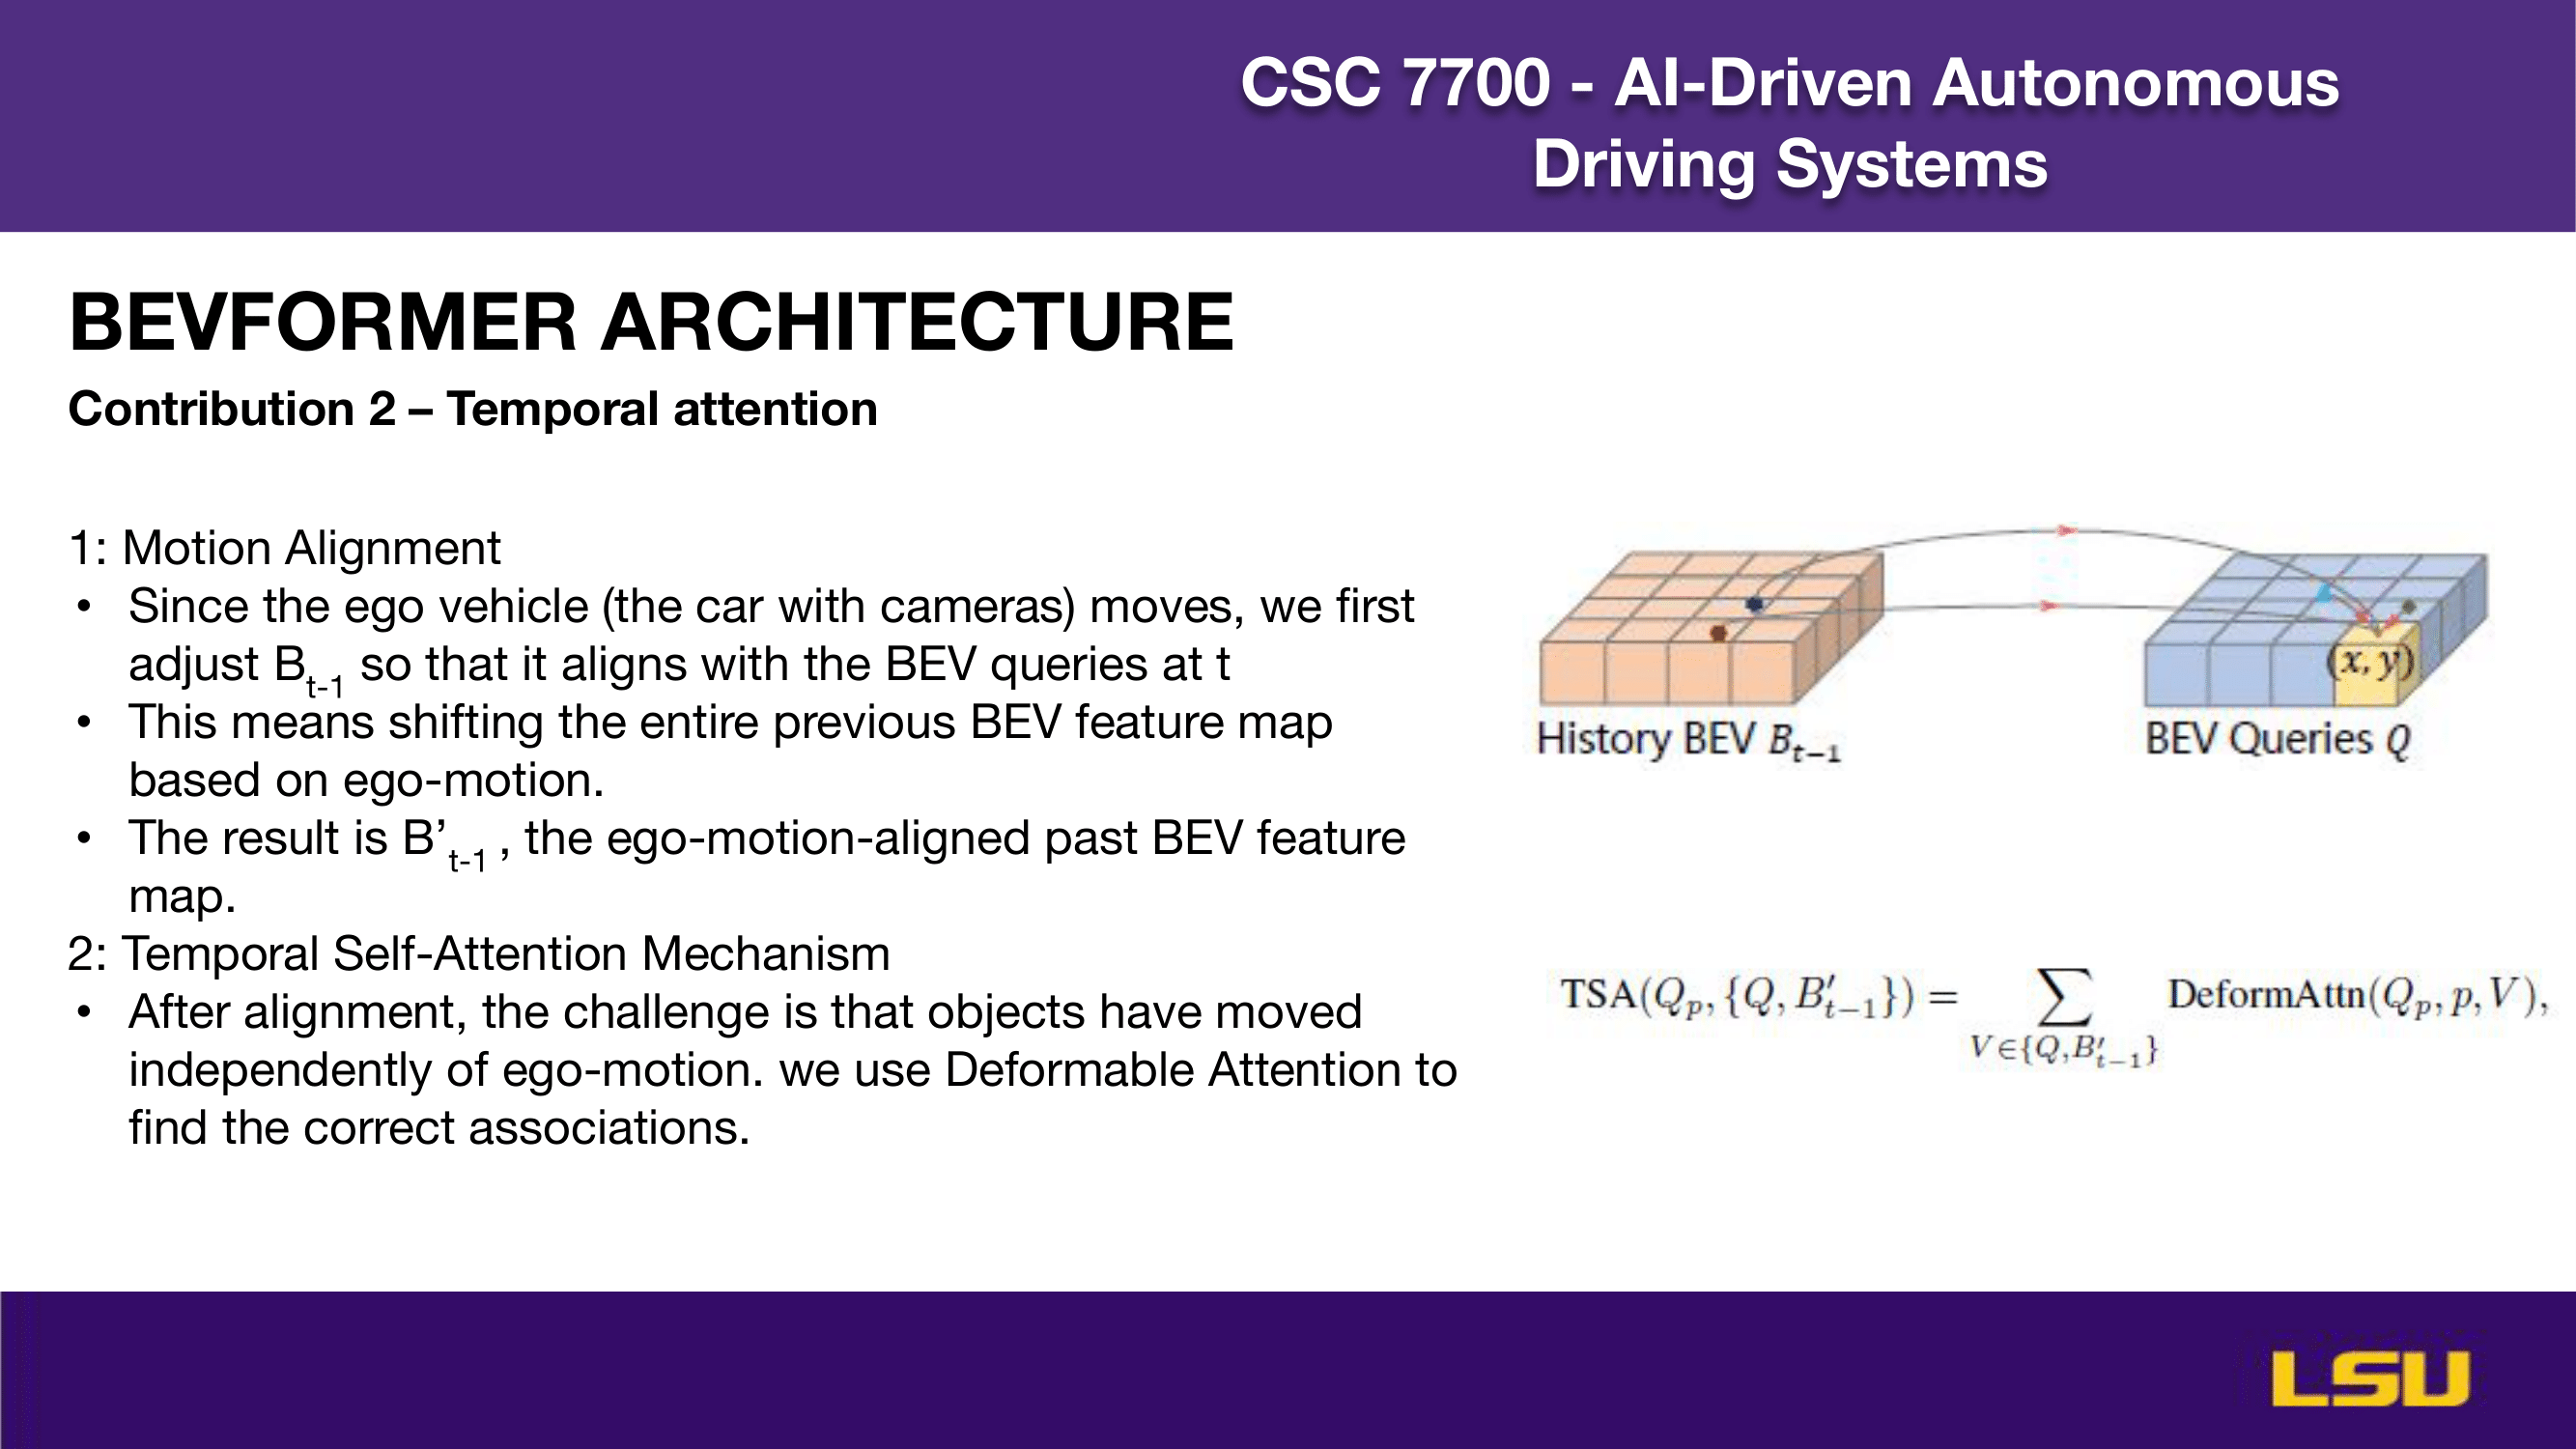 CSC 7700 - AI-Driven Autonomous
Driving Systems
BEVFORMER ARCHITECTURE
Contribution 2 – Temporal attention
1: Motion Alignment
• Since the ego vehicle (the car with cameras) moves, we first
adjust B_{t-1} so that it aligns with the BEV queries at t
• This means shifting the entire previous BEV feature map
based on ego-motion.
• The result is B’_{t-1} , the ego-motion-aligned past BEV feature
map.
2: Temporal Self-Attention Mechanism
• After alignment, the challenge is that objects have moved
independently of ego-motion. we use Deformable Attention to
find the correct associations.
(x, y)
History BEV B_{t−1}
BEV Queries Q
TSA(Q_p, {Q, B′_{t−1}}) = ∑_{V∈{Q,B′_{t−1}}} DeformAttn(Q_p, p, V),
LSU